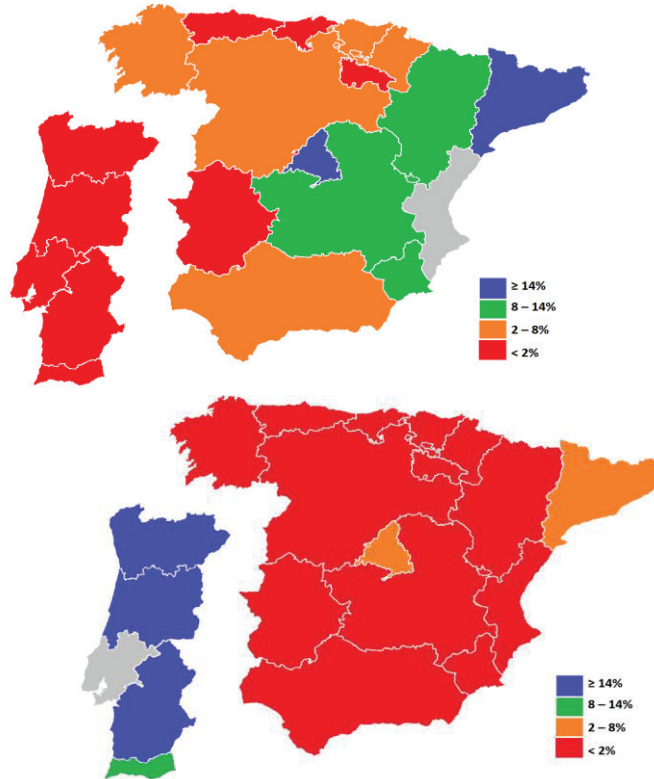 ≥ 14%
8 – 14%
2 – 8%
< 2%
≥ 14%
8 – 14%
2 – 8%
< 2%